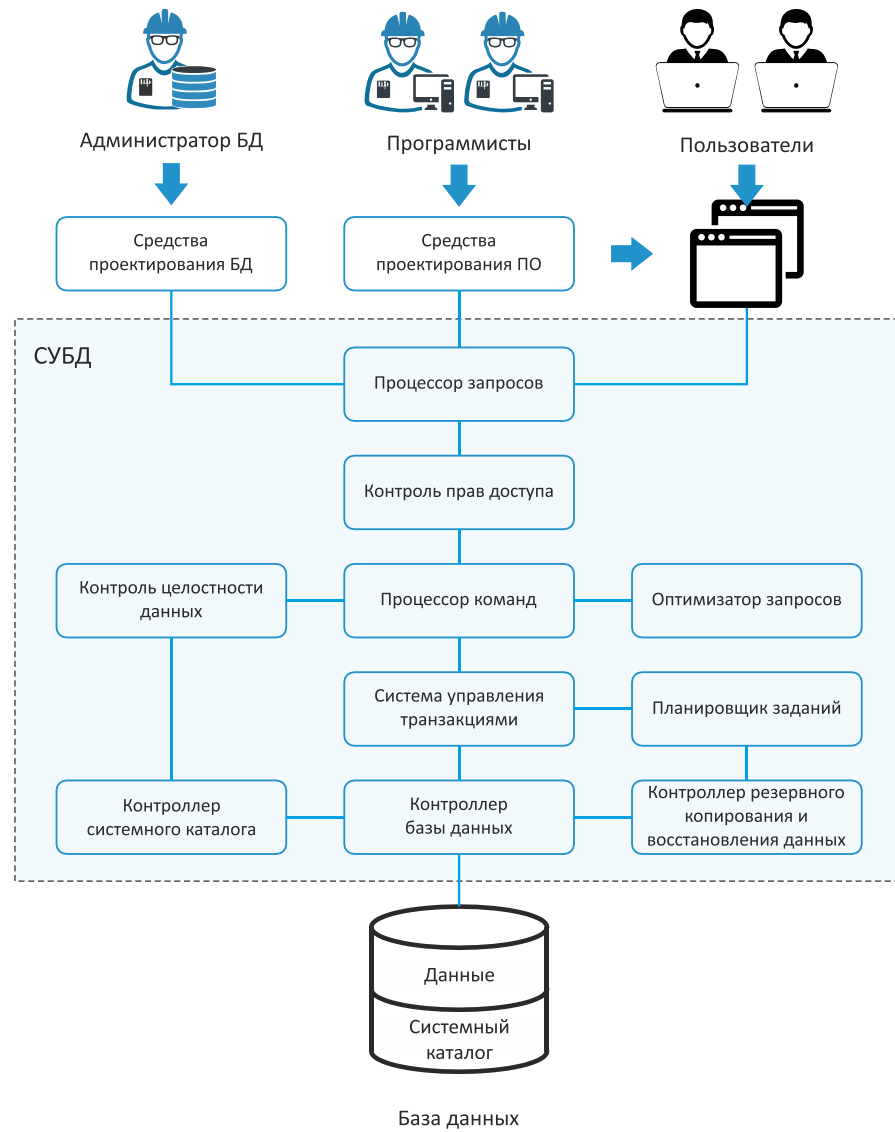 Администратор БД
Программисты
Пользователи
Средства
проектирования БД
Средства
проектирования ПО
СУБД
Процессор запросов
Контроль прав доступа
Контроль целостности
данных
Процессор команд
Оптимизатор запросов
Система управления
транзакциями
Планировщик заданий
Контроллер
системного каталога
Контроллер
базы данных
Контроллер резервного
копирования и
восстановления данных
Данные
Системный
каталог
База данных